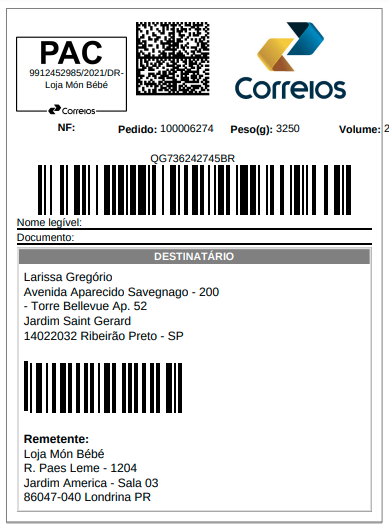 PAC
9912452985/2021/DR-
Loja Món Bébé
Correios
Correios
NF:
Pedido: 100006274
Peso(g): 3250
Volume: 2
QG736242745BR
Nome legível:
Documento:
DESTINATÁRIO
Larissa Gregório
Avenida Aparecido Savegnago - 200
- Torre Bellevue Ap. 52
Jardim Saint Gerard
14022032 Ribeirão Preto - SP
Remetente:
Loja Món Bébé
R. Paes Leme - 1204
Jardim America - Sala 03
86047-040 Londrina PR